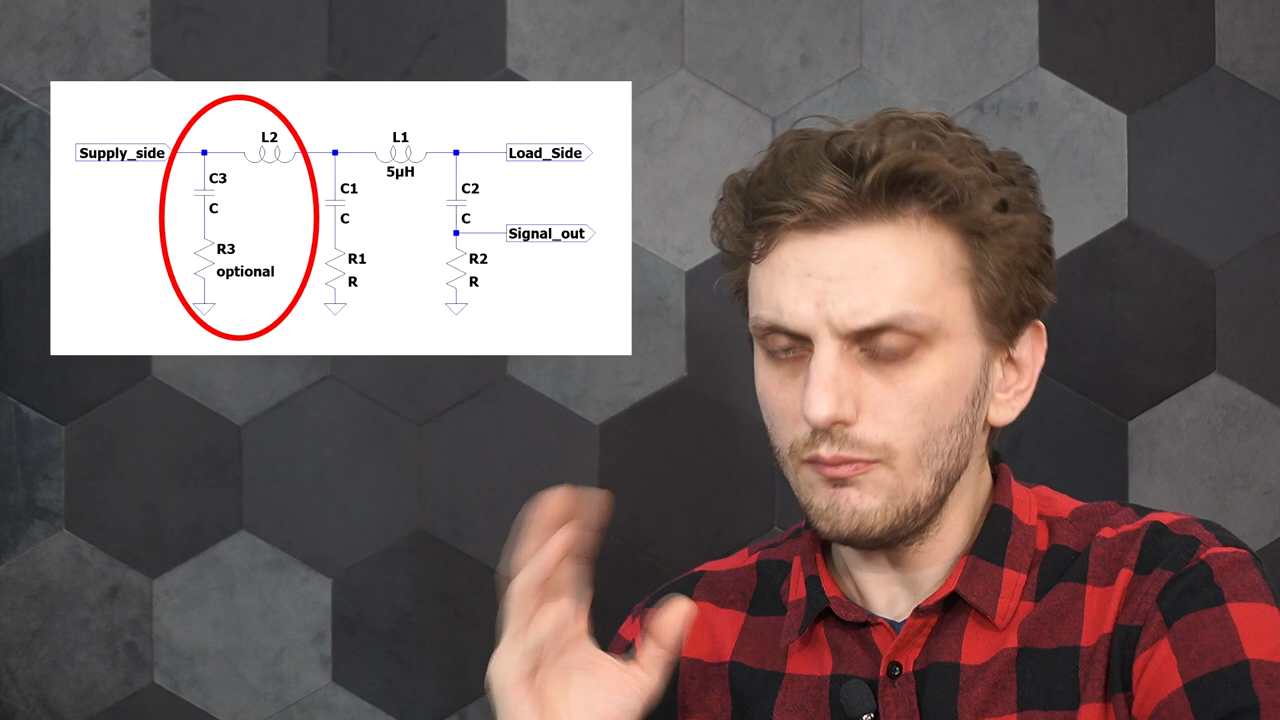 L2
L1
Supply_side
Load_Side
5µH
C3
C1
C2
C
C
C
Signal_out
R3
optional
R1
R
R2
R